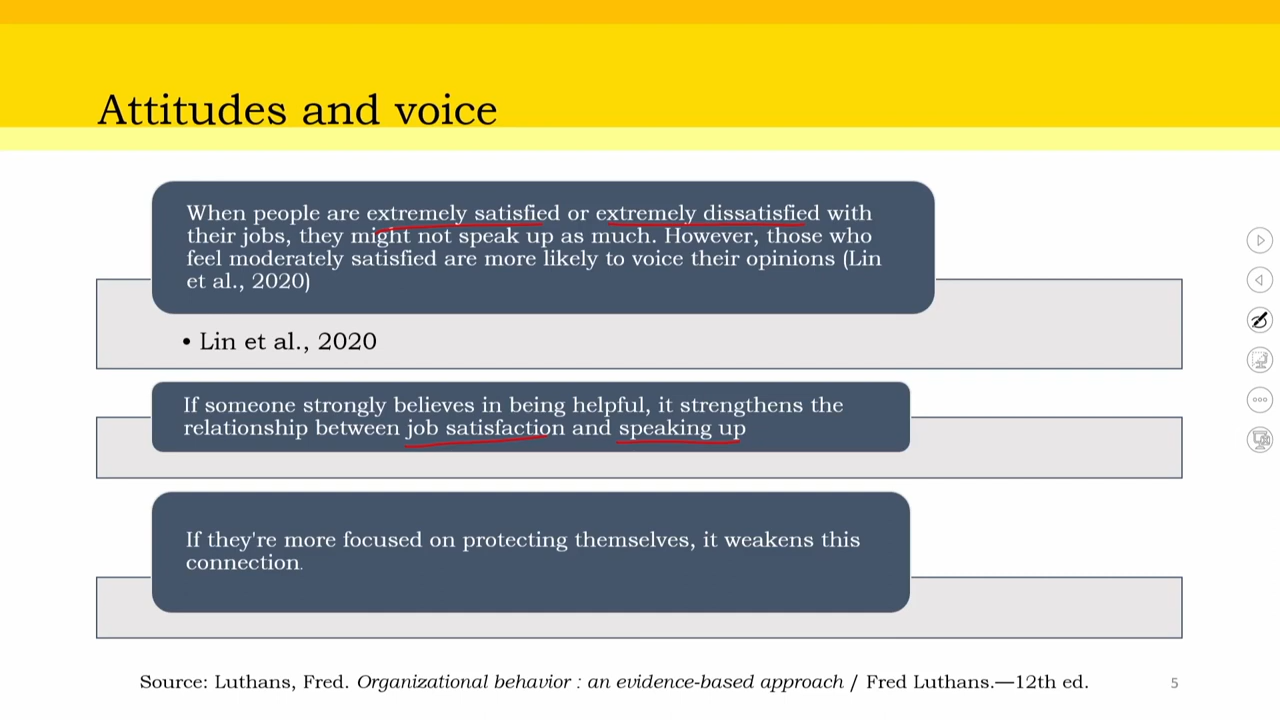 Attitudes and voice
When people are extremely satisfied or extremely dissatisfied with
their jobs, they might not speak up as much. However, those who
feel moderately satisfied are more likely to voice their opinions (Lin
et al., 2020)
• Lin et al., 2020
If someone strongly believes in being helpful, it strengthens the
relationship between job satisfaction and speaking up
If they're more focused on protecting themselves, it weakens this
connection.
Source: Luthans, Fred. Organizational behavior : an evidence-based approach / Fred Luthans.—12th ed.
5